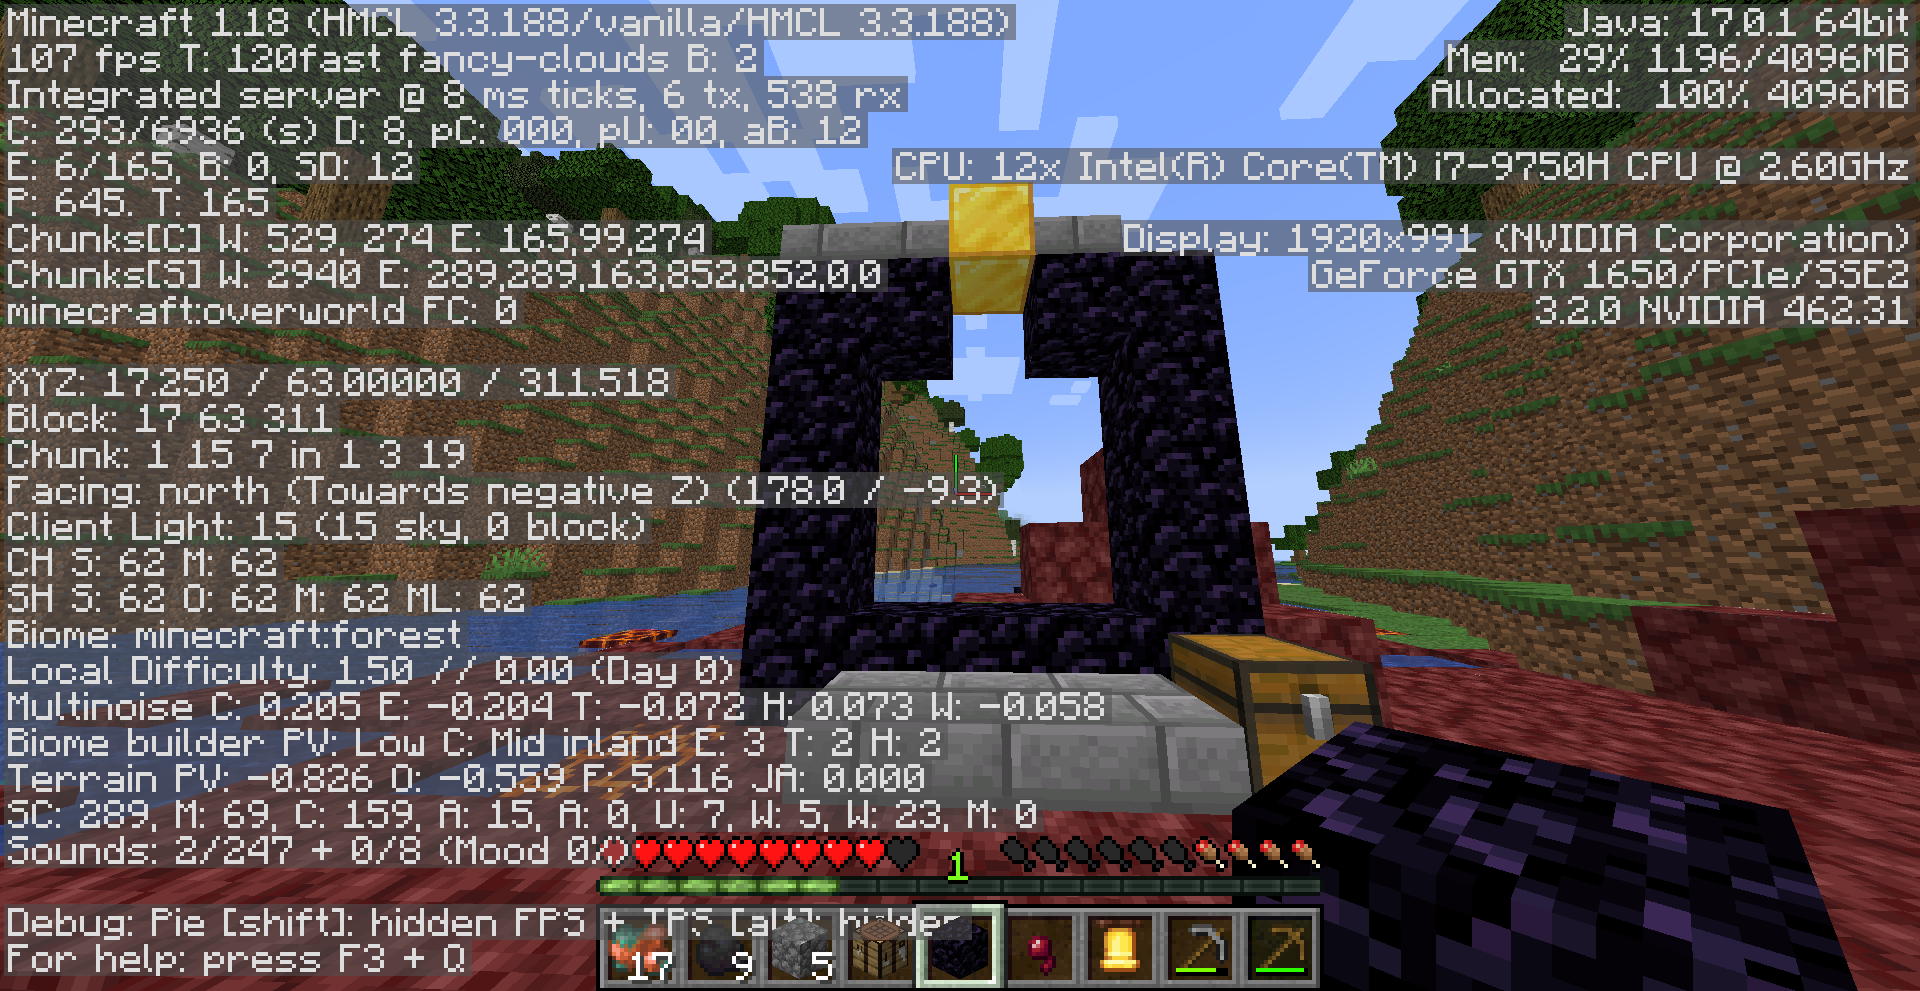 Minecraft 1.18 (HMCL 3.3.188/vanilla/HMCL 3.3.188)
107 fps T: 120fast fancy-clouds B: 2
Integrated server @ 8 ms ticks, 6 tx, 538 rx
C: 293/6936 (s) D: 8, pC: 000, pU: 00, aB: 12
E: 6/165, B: 0, SD: 12
P: 645. T: 165
Chunks[C] W: 529, 274 E: 165,99,274
Chunks[S] W: 2940 E: 289,289,163,852,852,0,0
minecraft:overworld FC: 0
XYZ: 17.250 / 63.00000 / 311.518
Block: 17 63 311
Chunk: 1 15 7 in 1 3 19
Facing: north (Towards negative Z) (178.0 / -9.3)
Client Light: 15 (15 sky, 0 block)
CH S: 62 M: 62
SH S: 62 O: 62 M: 62 ML: 62
Biome: minecraft:forest
Local Difficulty: 1.50 // 0.00 (Day 0)
Multinoise C: 0.205 E: -0.204 T: -0.072 H: 0.073 W: -0.058
Biome builder PV: Low C: Mid inland E: 3 T: 2 H: 2
Terrain PV: -0.826 O: -0.559 F: 5.116 JA: 0.000
SC: 289, M: 69, C: 159, A: 15, A: 0, U: 7, W: 5, W: 23, M: 0
Sounds: 2/247 + 0/8 (Mood 0%)
Debug: Pie [shift]: hidden FPS + TPS [alt]: hidden
For help: press F3 + Q
Java: 17.0.1 64bit
Mem: 29% 1196/4096MB
Allocated: 100% 4096MB
CPU: 12x Intel(R) Core(TM) i7-9750H CPU @ 2.60GHz
Display: 1920x991 (NVIDIA Corporation)
GeForce GTX 1650/PCIe/SSE2
3.2.0 NVIDIA 462.31
1
17
9
5